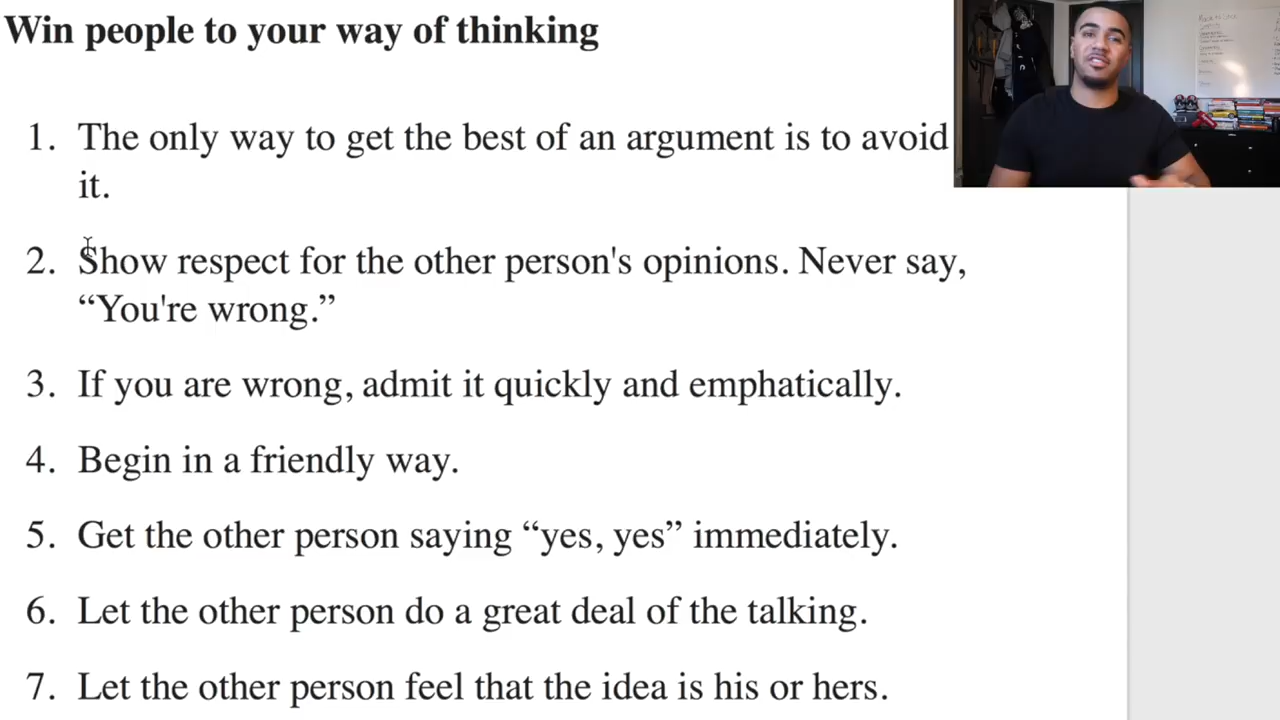 Win people to your way of thinking
1. The only way to get the best of an argument is to avoid
it.
2. Show respect for the other person's opinions. Never say,
“You're wrong.”
3. If you are wrong, admit it quickly and emphatically.
4. Begin in a friendly way.
5. Get the other person saying “yes, yes” immediately.
6. Let the other person do a great deal of the talking.
7. Let the other person feel that the idea is his or hers.